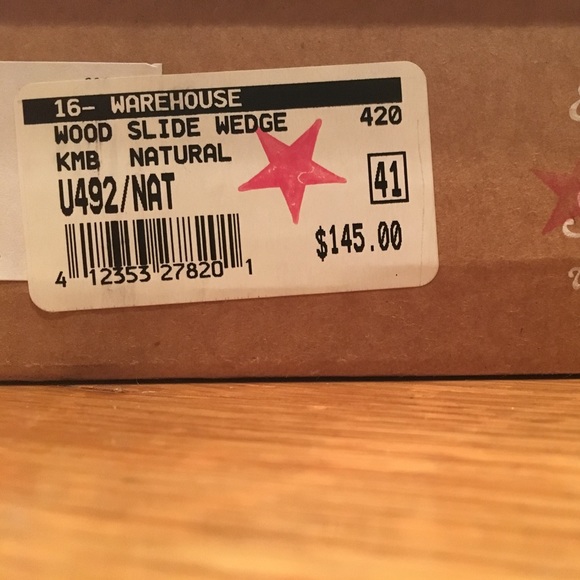 16- WAREHOUSE
WOOD SLIDE WEDGE 420
KMB NATURAL
U492/NAT 41
$145.00
4 12353 27820 1